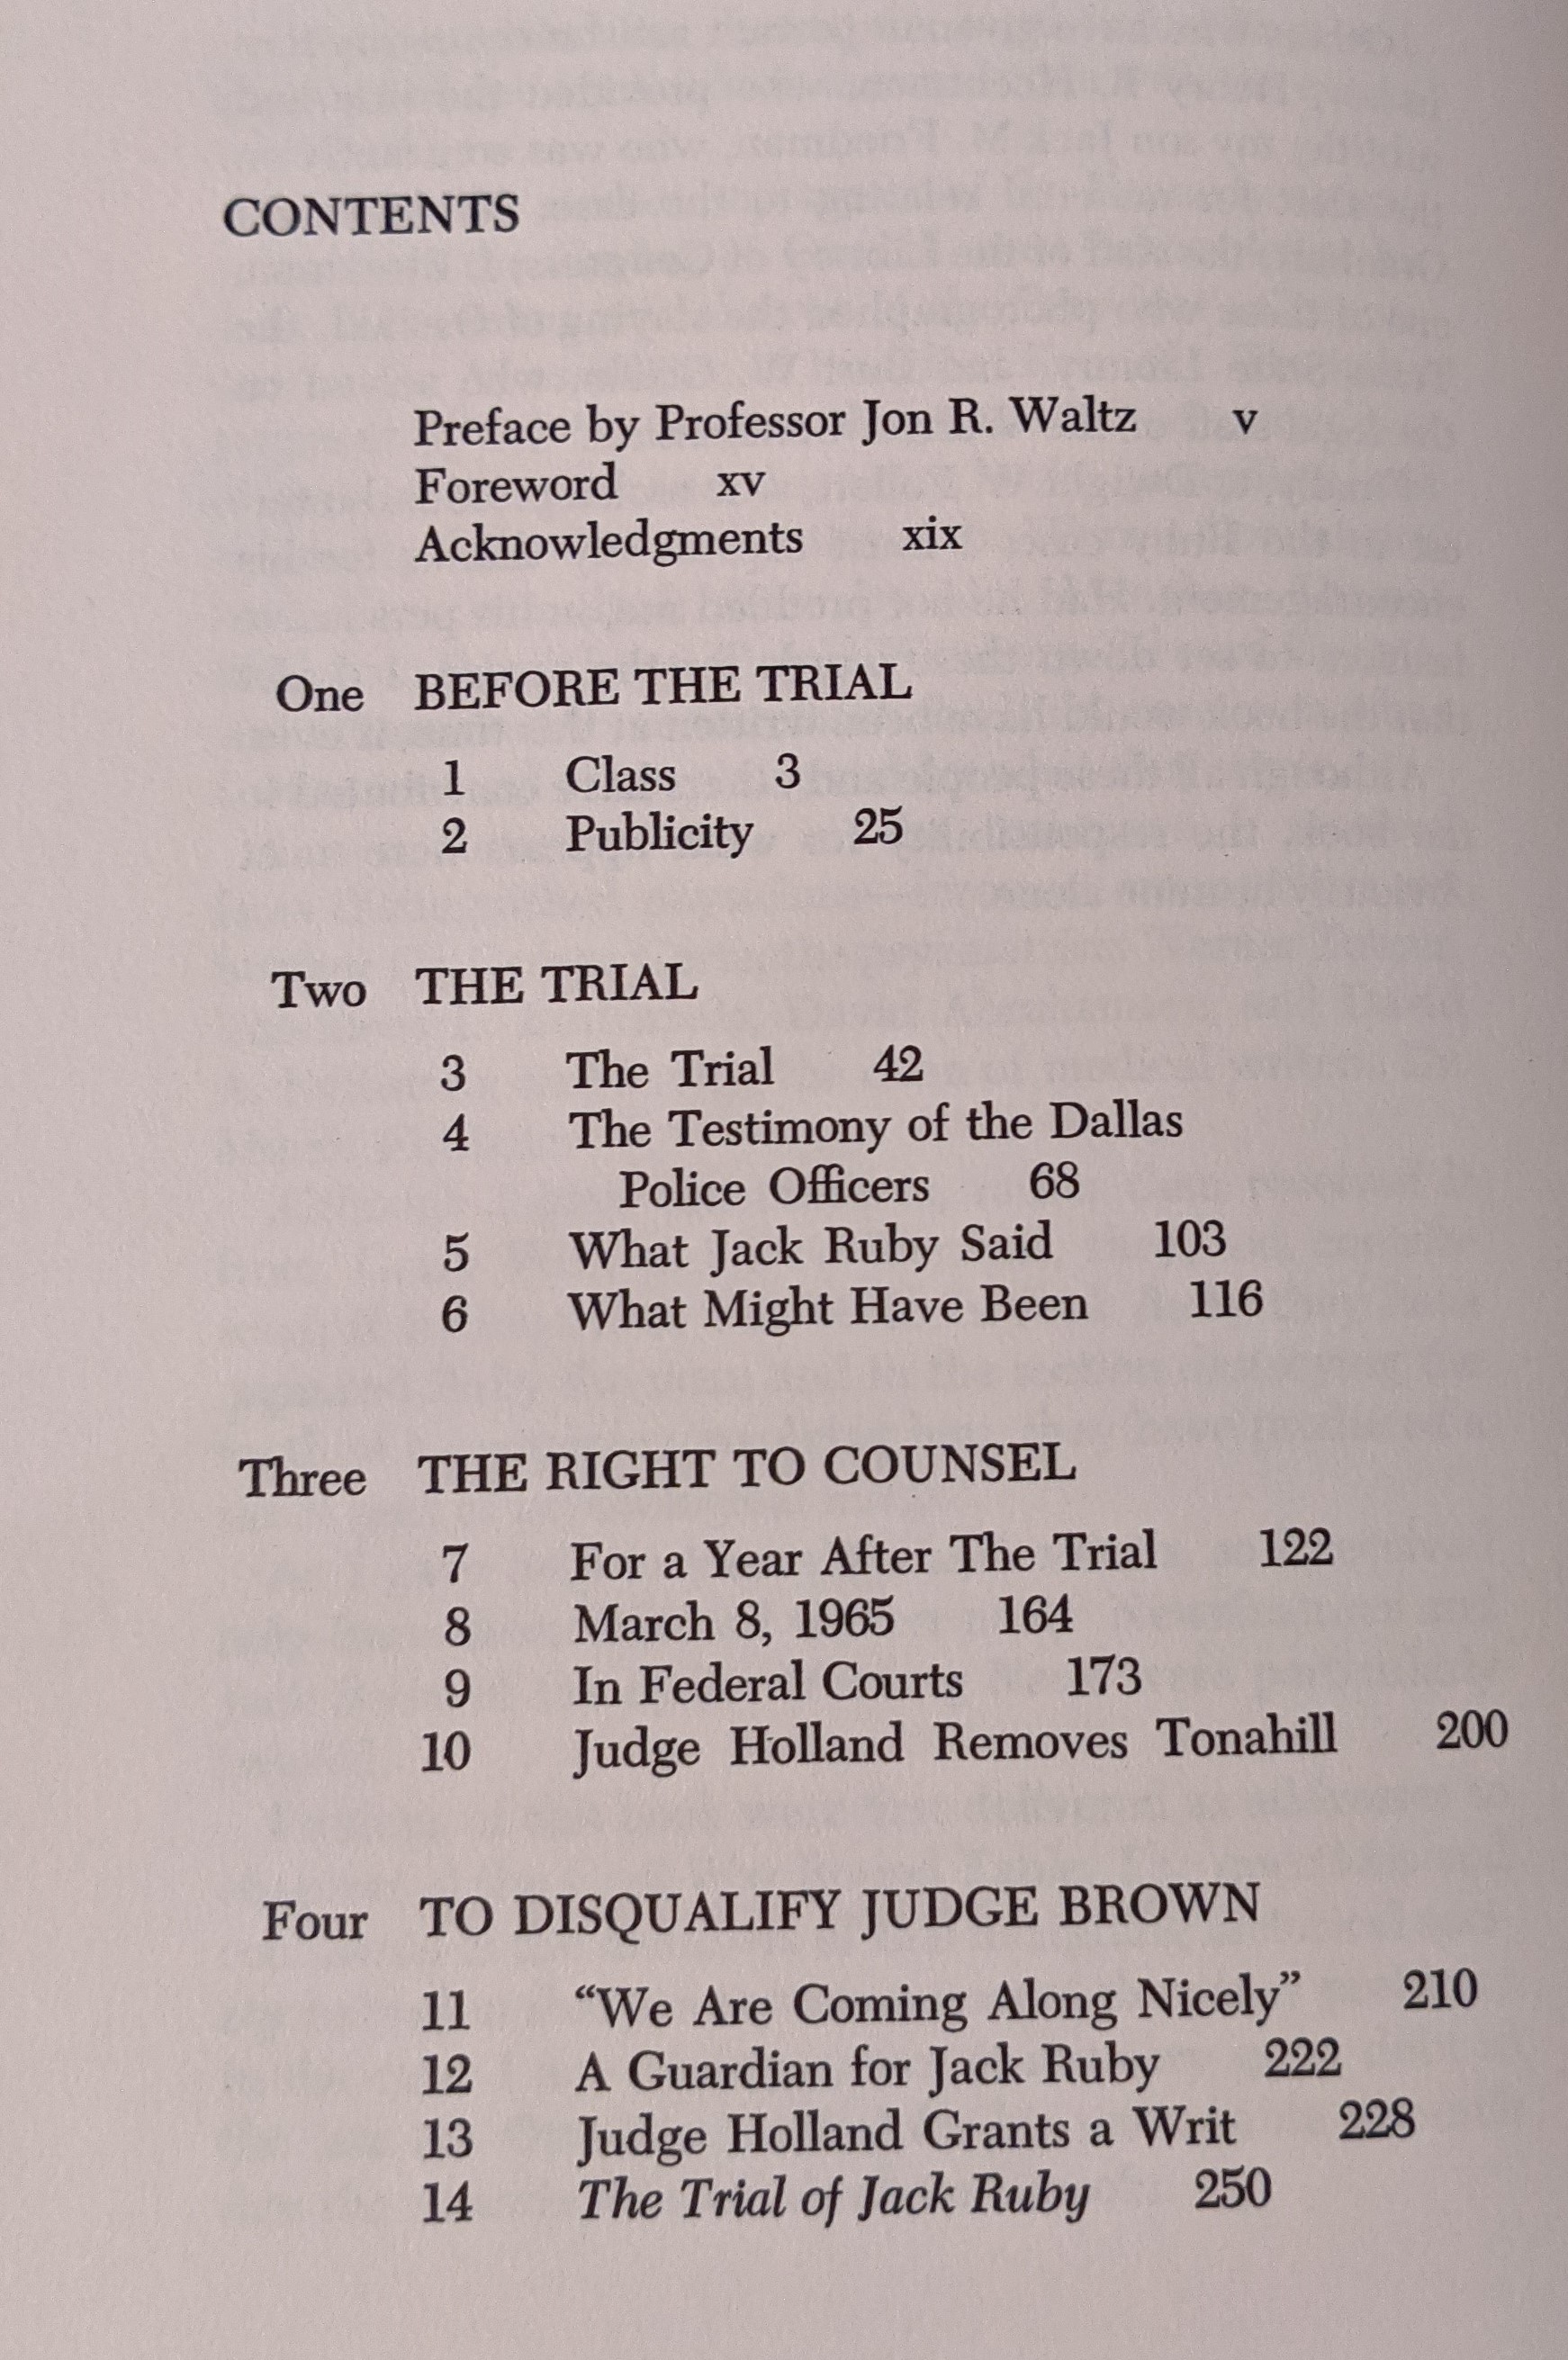 CONTENTS
Preface by Professor Jon R. Waltz v
Foreword xv
Acknowledgments xix
One BEFORE THE TRIAL
1 Class 3
2 Publicity 25
Two THE TRIAL
3 The Trial 42
4 The Testimony of the Dallas
Police Officers 68
5 What Jack Ruby Said 103
6 What Might Have Been 116
Three THE RIGHT TO COUNSEL
7 For a Year After The Trial 122
8 March 8, 1965 164
9 In Federal Courts 173
10 Judge Holland Removes Tonahill 200
Four TO DISQUALIFY JUDGE BROWN
11 “We Are Coming Along Nicely” 210
12 A Guardian for Jack Ruby 222
13 Judge Holland Grants a Writ 228
14 The Trial of Jack Ruby 250